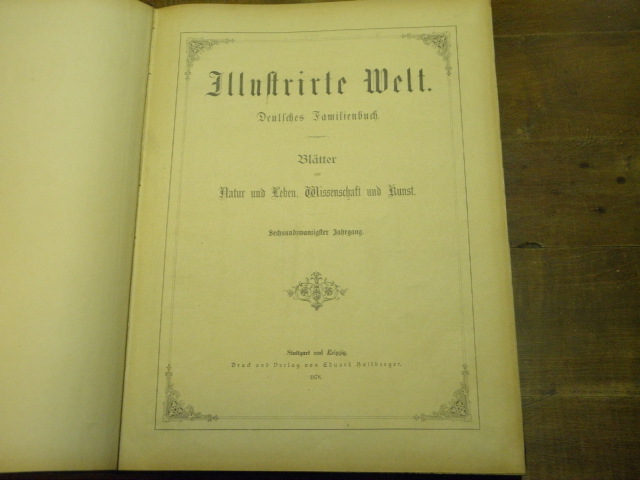 Illustrirte Welt.
Deutsches Familienbuch.
Blätter
aus
Natur und Leben, Wissenschaft und Kunst.
Sechsundzwanzigster Jahrgang.
Stuttgart und Leipzig.
Druck und Verlag von Eduard Hallberger.
1878.